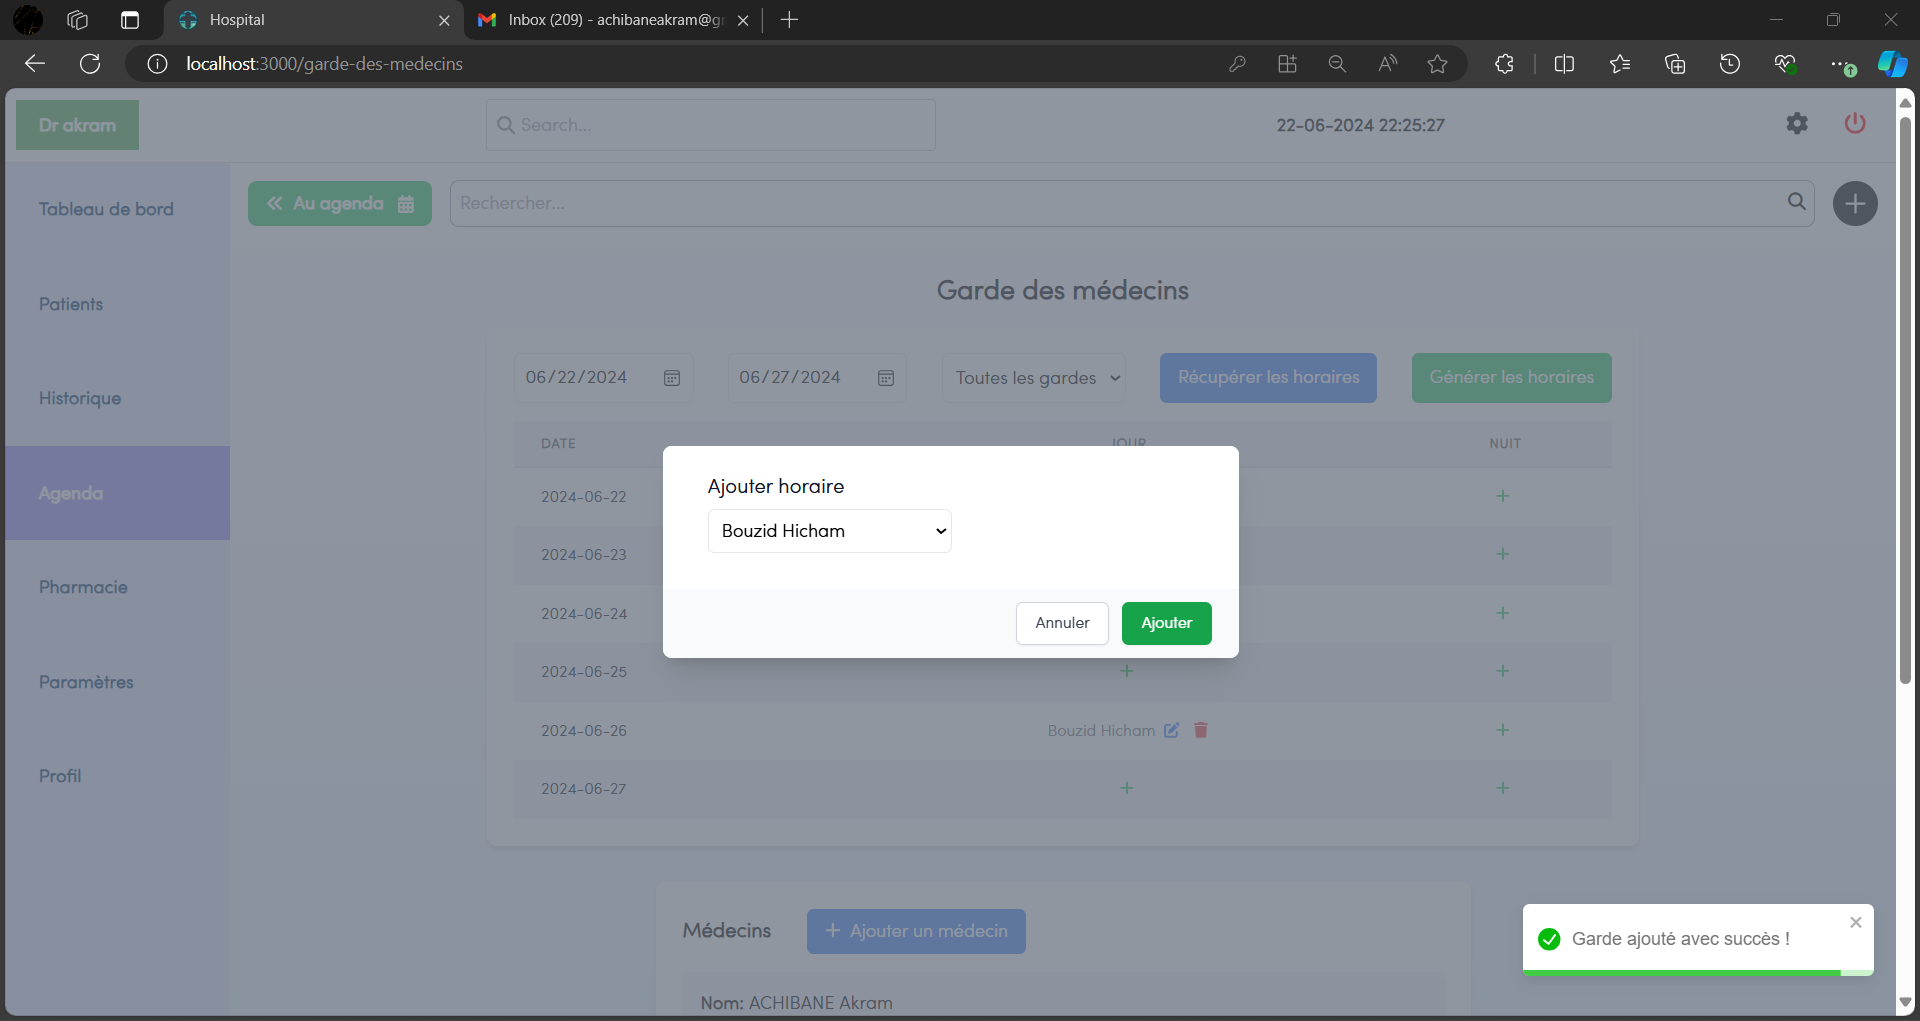 Hospital
Inbox (209) - achibaneakram@g
localhost:3000/garde-des-medecins
Dr akram
Search...
22-06-2024 22:25:27
Au agenda
Rechercher...
Tableau de bord
Patients
Historique
Agenda
Pharmacie
Paramètres
Profil
Garde des médecins
06/22/2024
06/27/2024
Toutes les gardes
Récupérer les horaires
Générer les horaires
DATE
JOUR
NUIT
2024-06-22
+
2024-06-23
+
2024-06-24
+
2024-06-25
+
+
2024-06-26
Bouzid Hicham
+
2024-06-27
+
+
Ajouter horaire
Bouzid Hicham
Annuler
Ajouter
Médecins
+ Ajouter un médecin
Nom: ACHIBANE Akram
Garde ajouté avec succès !